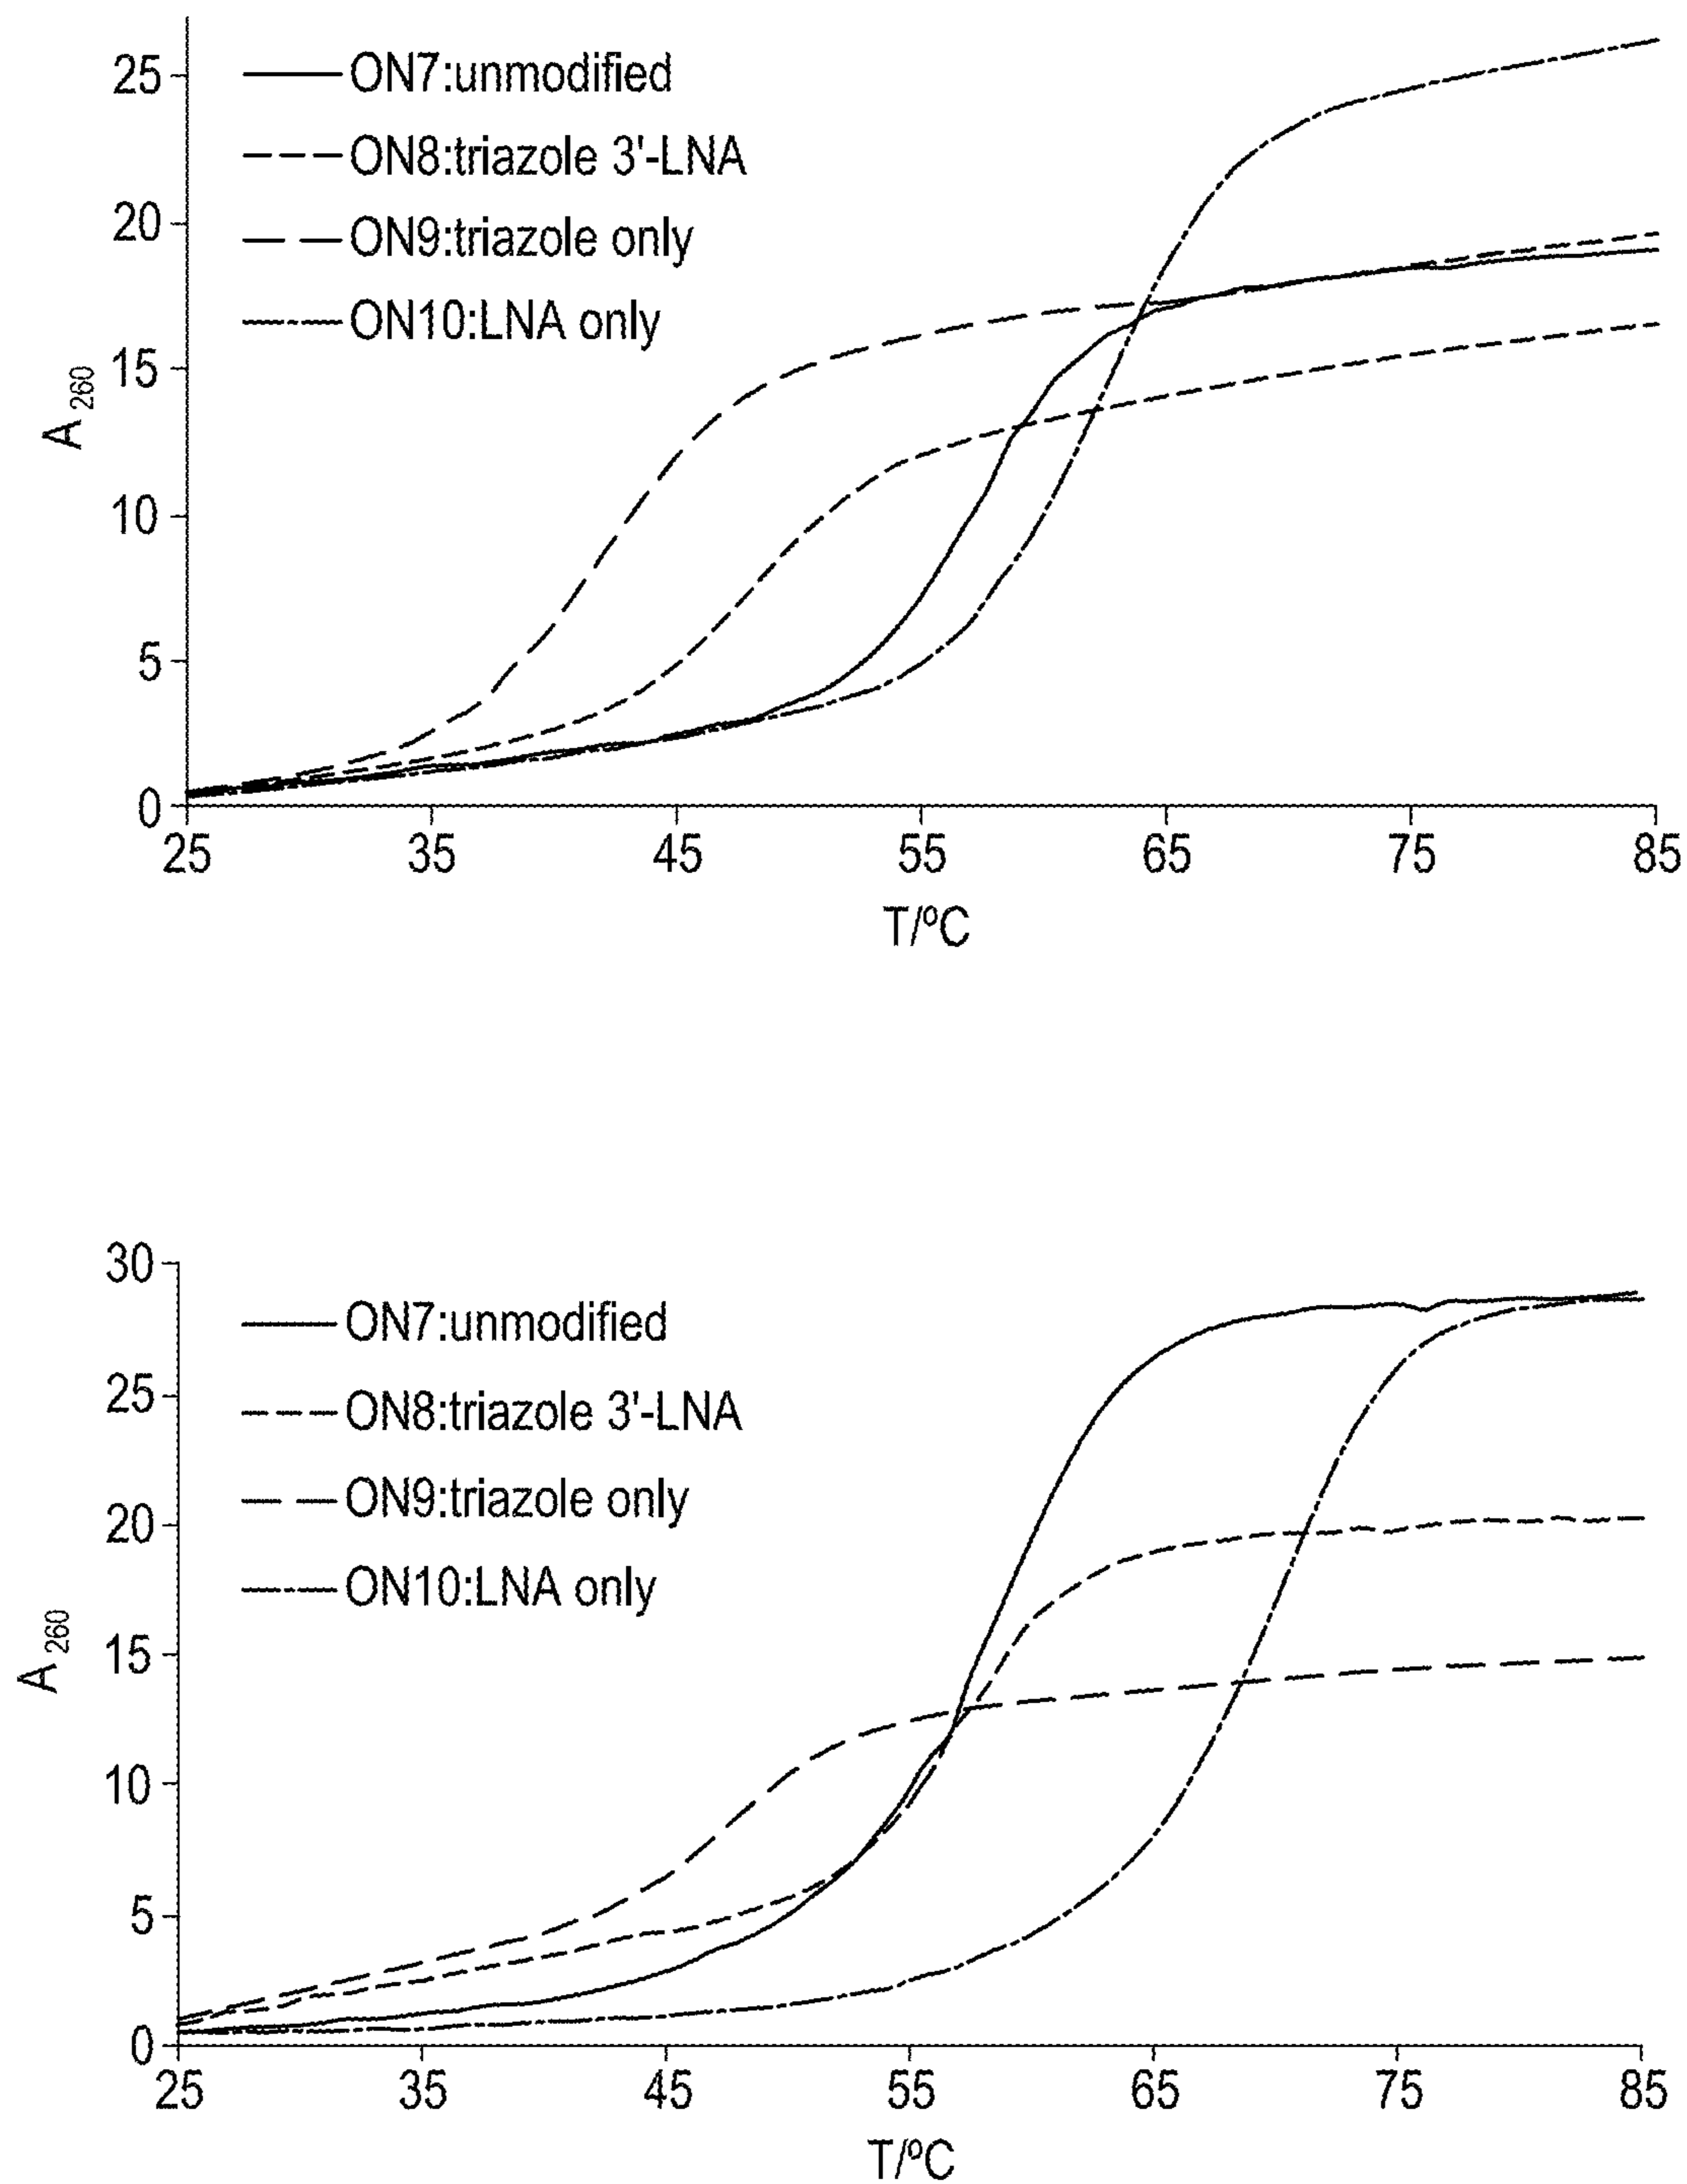 25
20
15
10
5
0
A260
ON7:unmodified
ON8:triazole 3'-LNA
ON9:triazole only
ON10:LNA only
25 35 45 55 65 75 85
T/ºC
30
25
20
15
10
5
0
A260
ON7:unmodified
ON8:triazole 3'-LNA
ON9:triazole only
ON10:LNA only
25 35 45 55 65 75 85
T/ºC